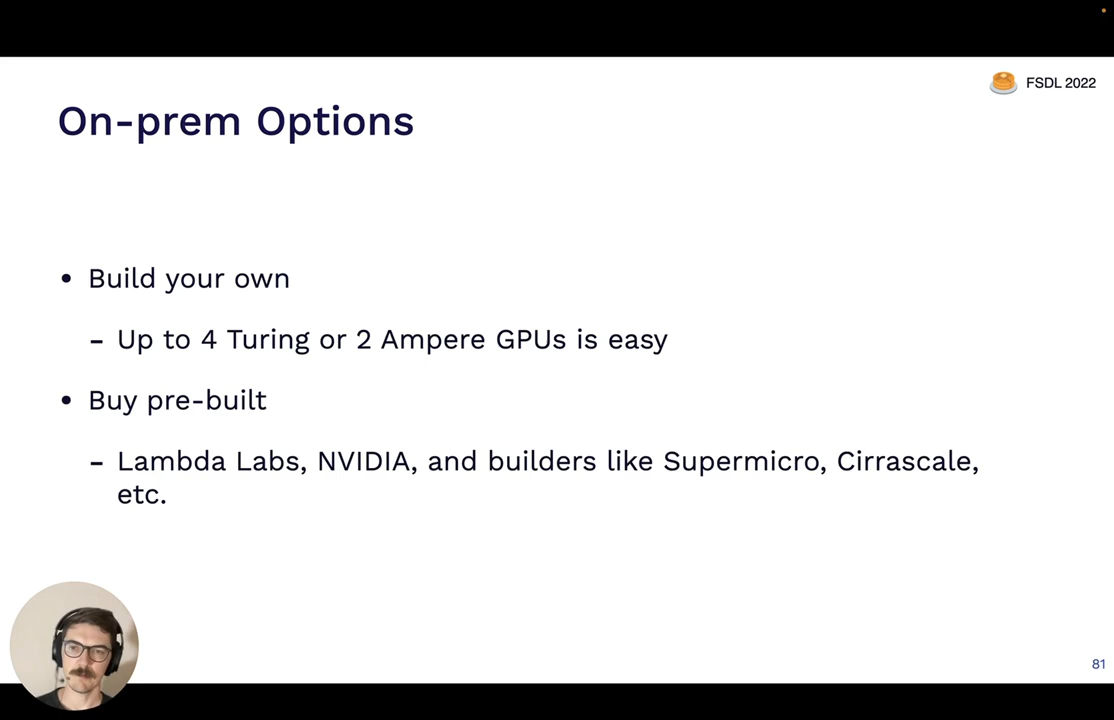 FSDL 2022
On-prem Options
• Build your own
– Up to 4 Turing or 2 Ampere GPUs is easy
• Buy pre-built
– Lambda Labs, NVIDIA, and builders like Supermicro, Cirrascale,
etc.
81